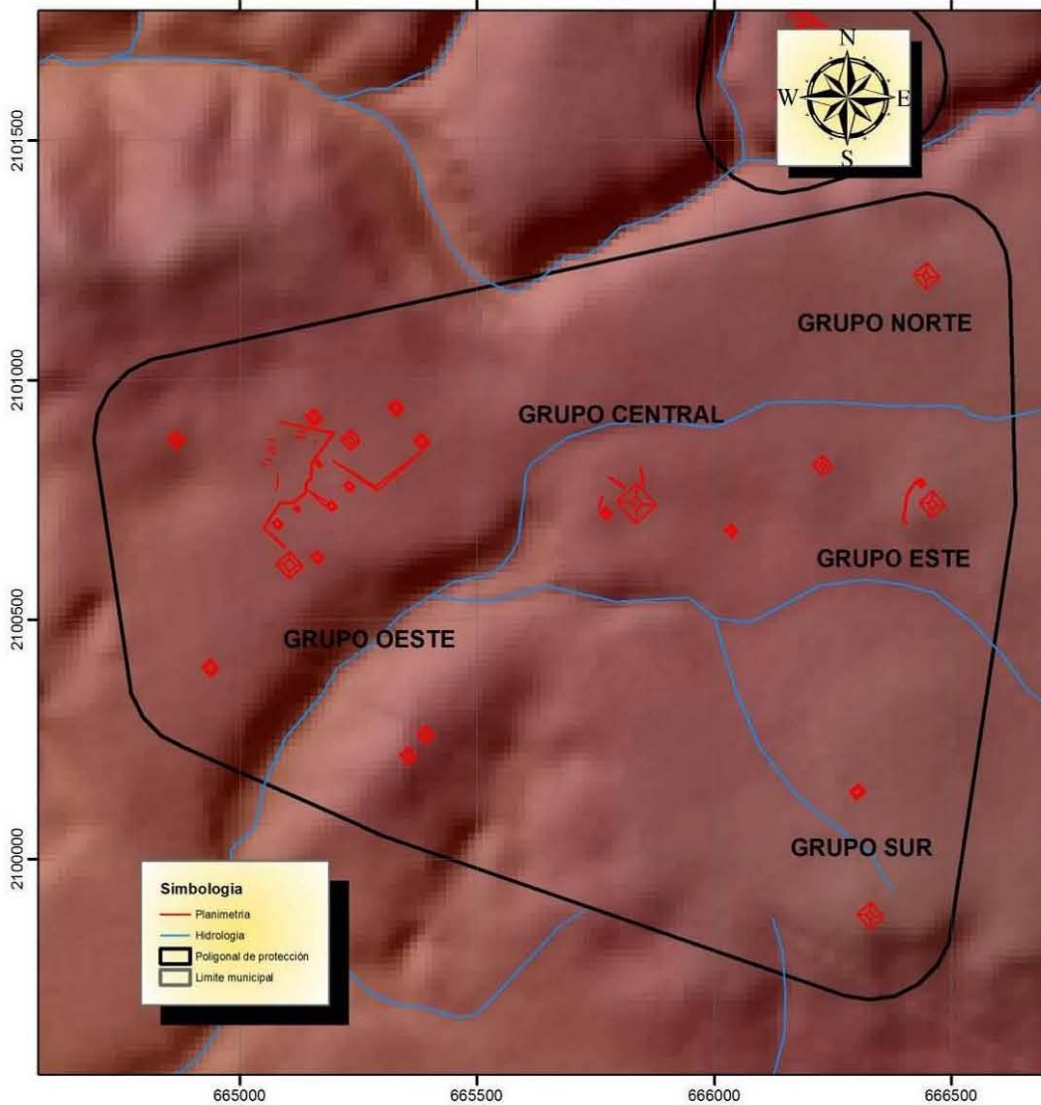 N
W E
S
2101500
GRUPO NORTE
2101000
GRUPO CENTRAL
GRUPO ESTE
2100500
GRUPO OESTE
GRUPO SUR
2100000
Simbologia
Planimetria
Hidrologia
Poligonal de protección
Limite municipal
665000 665500 666000 666500